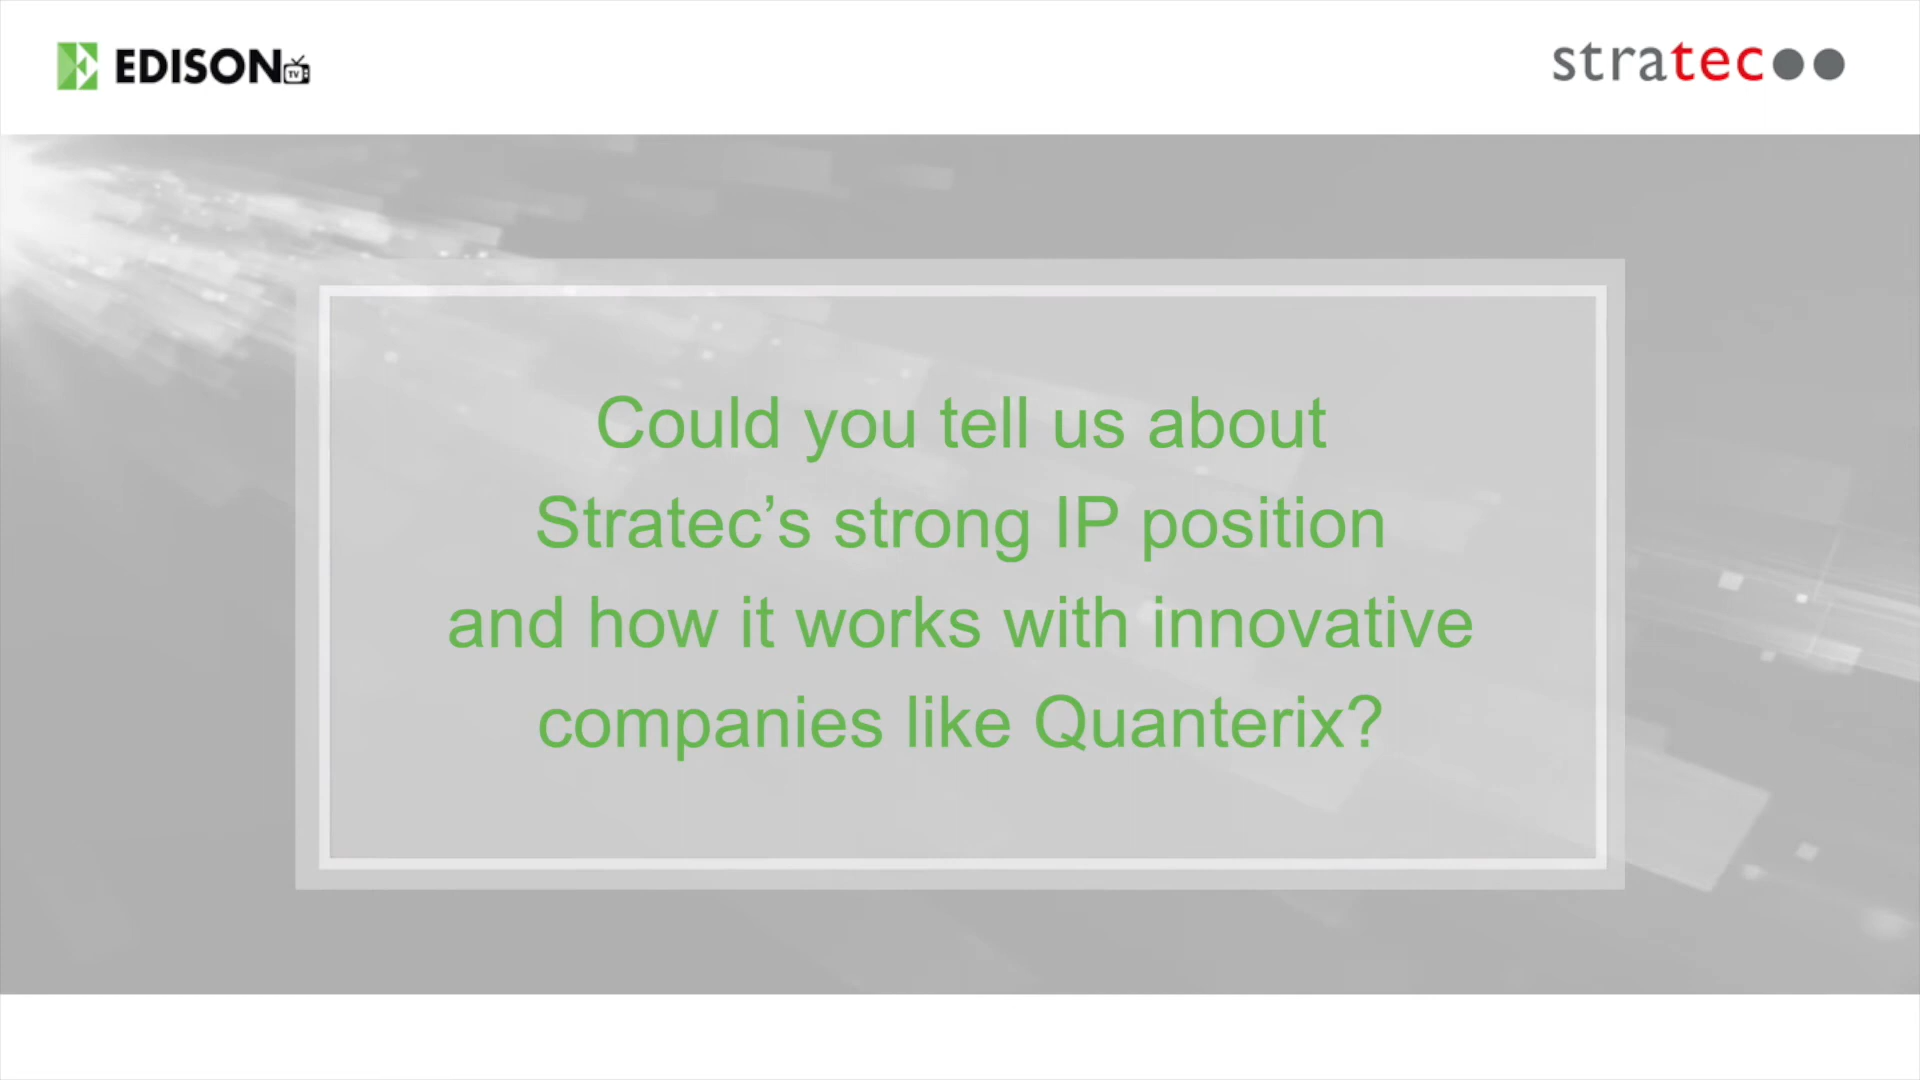 EDISON TV
stratec
Could you tell us about
Stratec’s strong IP position
and how it works with innovative
companies like Quanterix?